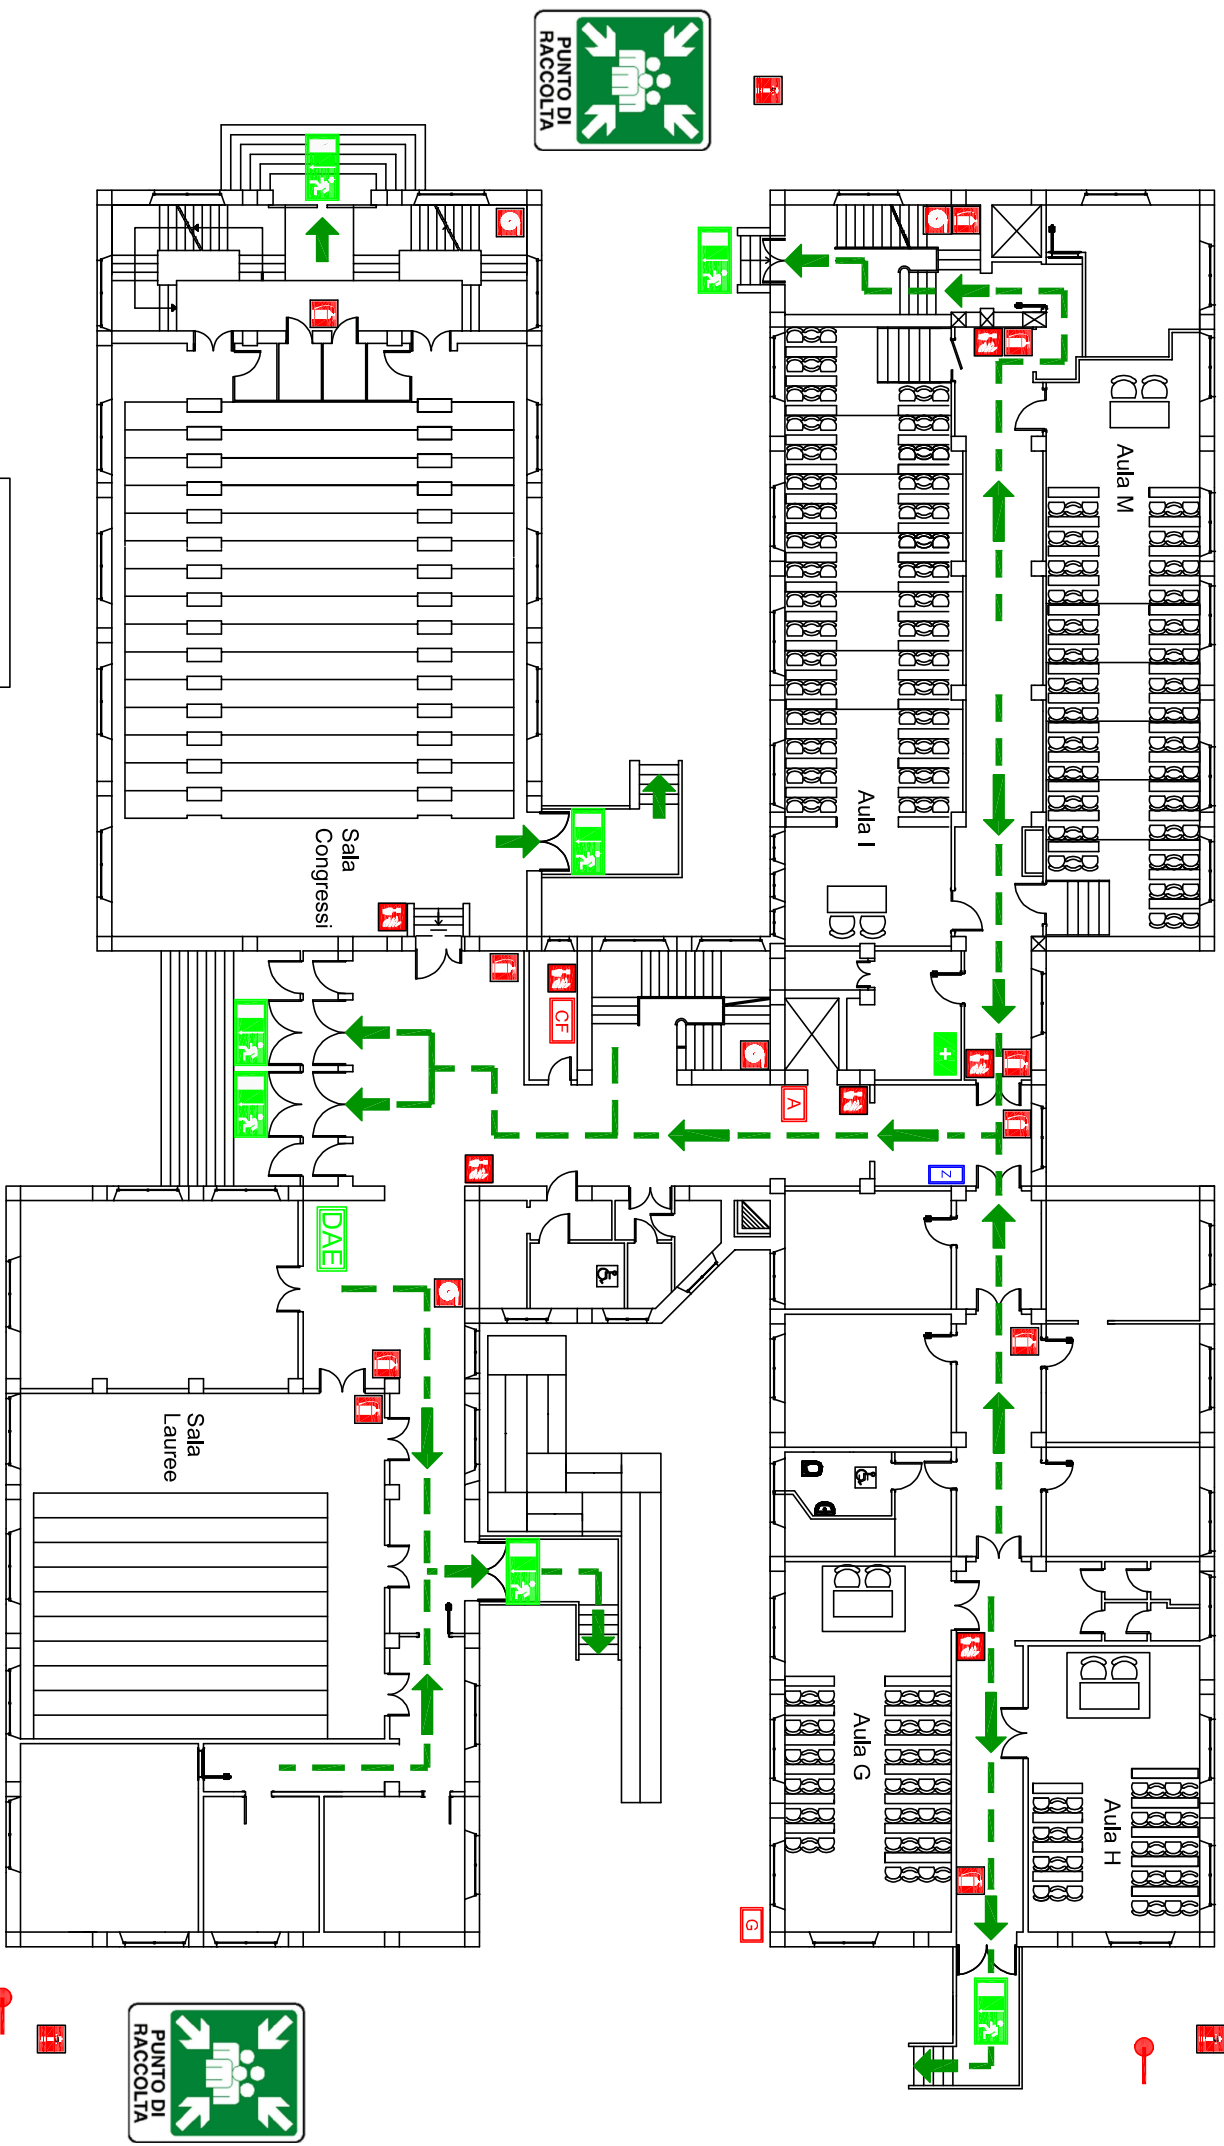 PUNTO DI
RACCOLTA
Aula M
Aula I
Sala
Congressi
CF
A
+
Z
DAE
Sala
Lauree
Aula G
Aula H
G
PUNTO DI
RACCOLTA